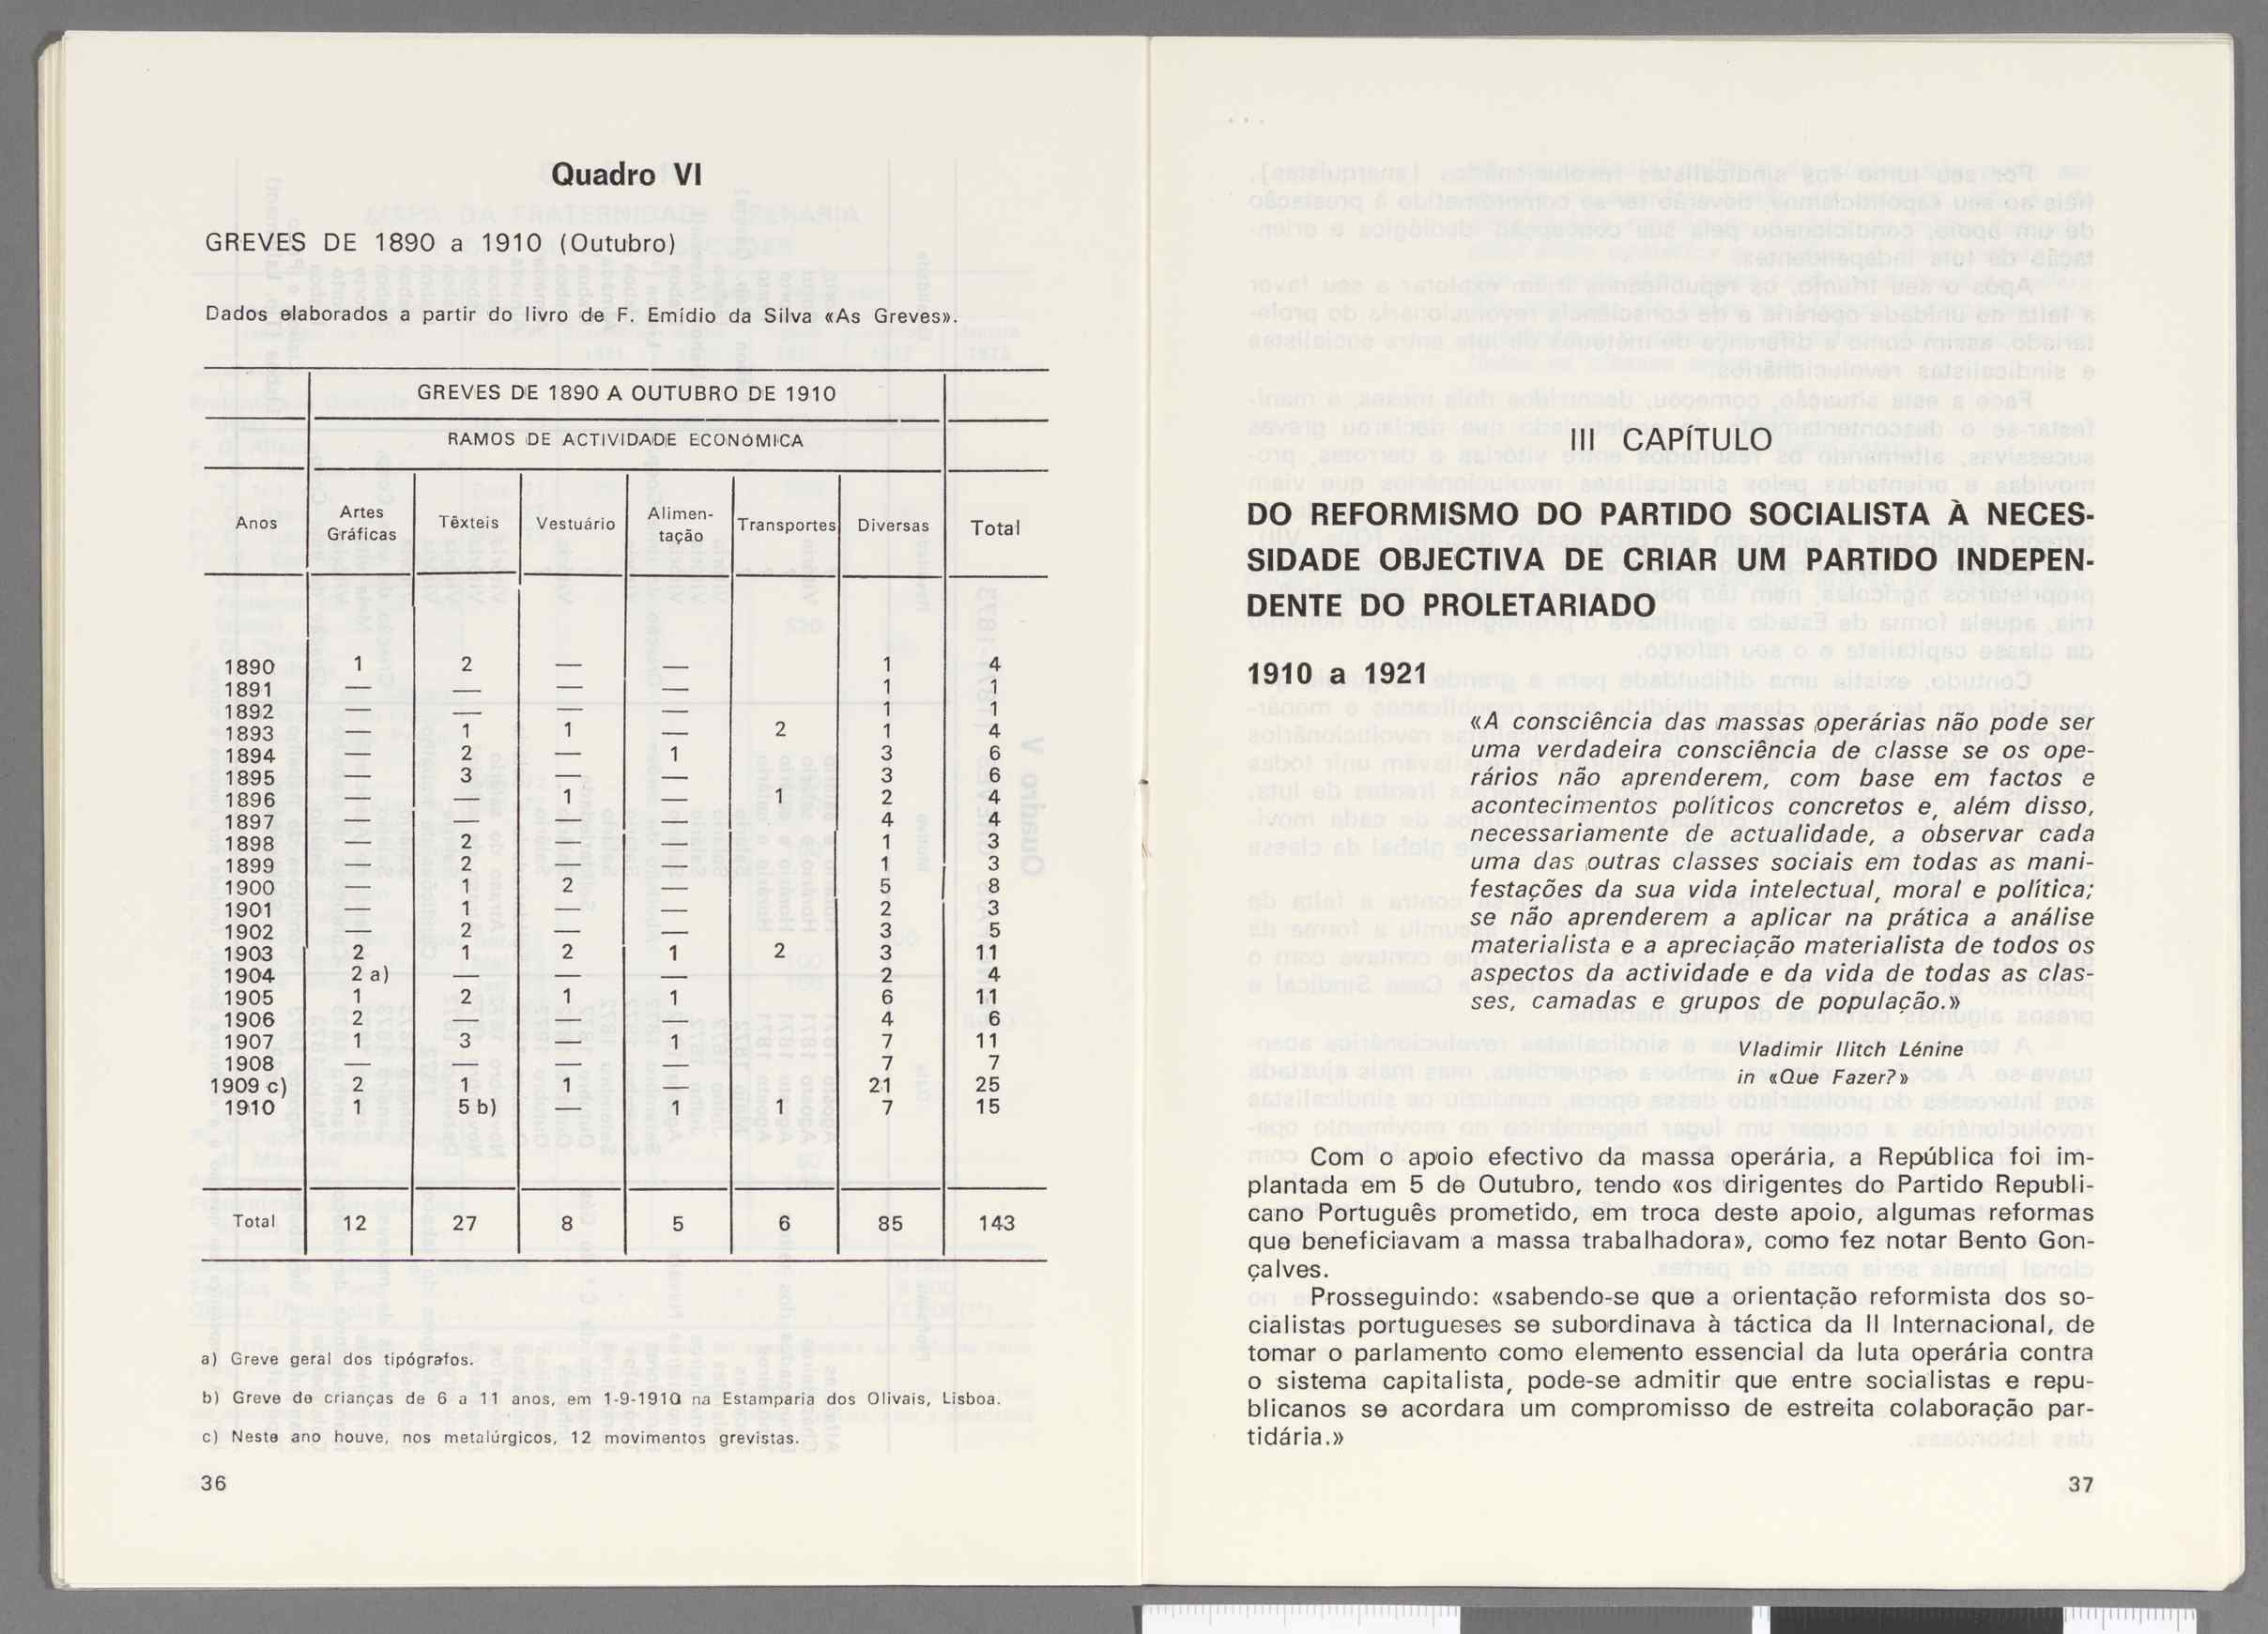 Quadro VI
GREVES DE 1890 a 1910 (Outubro)
Dados elaborados a partir do livro de F. Emídio da Silva «As Greves».
GREVES DE 1890 A OUTUBRO DE 1910
RAMOS DE ACTIVIDADE ECONÓMICA
Anos Artes Gráficas Têxteis Vestuário Alimen-tação Transportes Diversas Total
1890 1 2 — — 1 4
1891 — — — — 1 1
1892 — — — — 1 1
1893 — 1 1 — 2 1 4
1894 — 2 — 1 3 6
1895 — 3 — — 3 6
1896 — — 1 — 1 2 4
1897 — — — — 4 4
1898 — 2 — — 1 3
1899 — 2 — — 1 3
1900 — 1 2 — 5 8
1901 — 1 — — 2 3
1902 — 2 — — 3 5
1903 2 1 2 1 2 3 11
1904 2 a) — — — 2 4
1905 1 2 1 1 6 11
1906 2 — — — 4 6
1907 1 3 — 1 7 11
1908 — — — — 7 7
1909 c) 2 1 1 — 21 25
1910 1 5 b) — 1 1 7 15
Total 12 27 8 5 6 85 143
a) Greve geral dos tipógrafos.
b) Greve de crianças de 6 a 11 anos, em 1-9-1910 na Estamparia dos Olivais, Lisboa.
c) Neste ano houve, nos metalúrgicos, 12 movimentos grevistas.
36
III CAPÍTULO
DO REFORMISMO DO PARTIDO SOCIALISTA À NECES-
SIDADE OBJECTIVA DE CRIAR UM PARTIDO INDEPEN-
DENTE DO PROLETARIADO
1910 a 1921
«A consciência das massas operárias não pode ser
uma verdadeira consciência de classe se os ope-
rários não aprenderem, com base em factos e
acontecimentos políticos concretos e, além disso,
necessariamente de actualidade, a observar cada
uma das outras classes sociais em todas as mani-
festações da sua vida intelectual, moral e política;
se não aprenderem a aplicar na prática a análise
materialista e a apreciação materialista de todos os
aspectos da actividade e da vida de todas as clas-
ses, camadas e grupos de população.»
Vladimir Ilitch Lénine
in «Que Fazer?»
Com o apoio efectivo da massa operária, a República foi im-
plantada em 5 de Outubro, tendo «os dirigentes do Partido Republi-
cano Português prometido, em troca deste apoio, algumas reformas
que beneficiavam a massa trabalhadora», como fez notar Bento Gon-
çalves.
Prosseguindo: «sabendo-se que a orientação reformista dos so-
cialistas portugueses se subordinava à táctica da II Internacional, de
tomar o parlamento como elemento essencial da luta operária contra
o sistema capitalista, pode-se admitir que entre socialistas e repu-
blicanos se acordara um compromisso de estreita colaboração par-
tidária.»
37